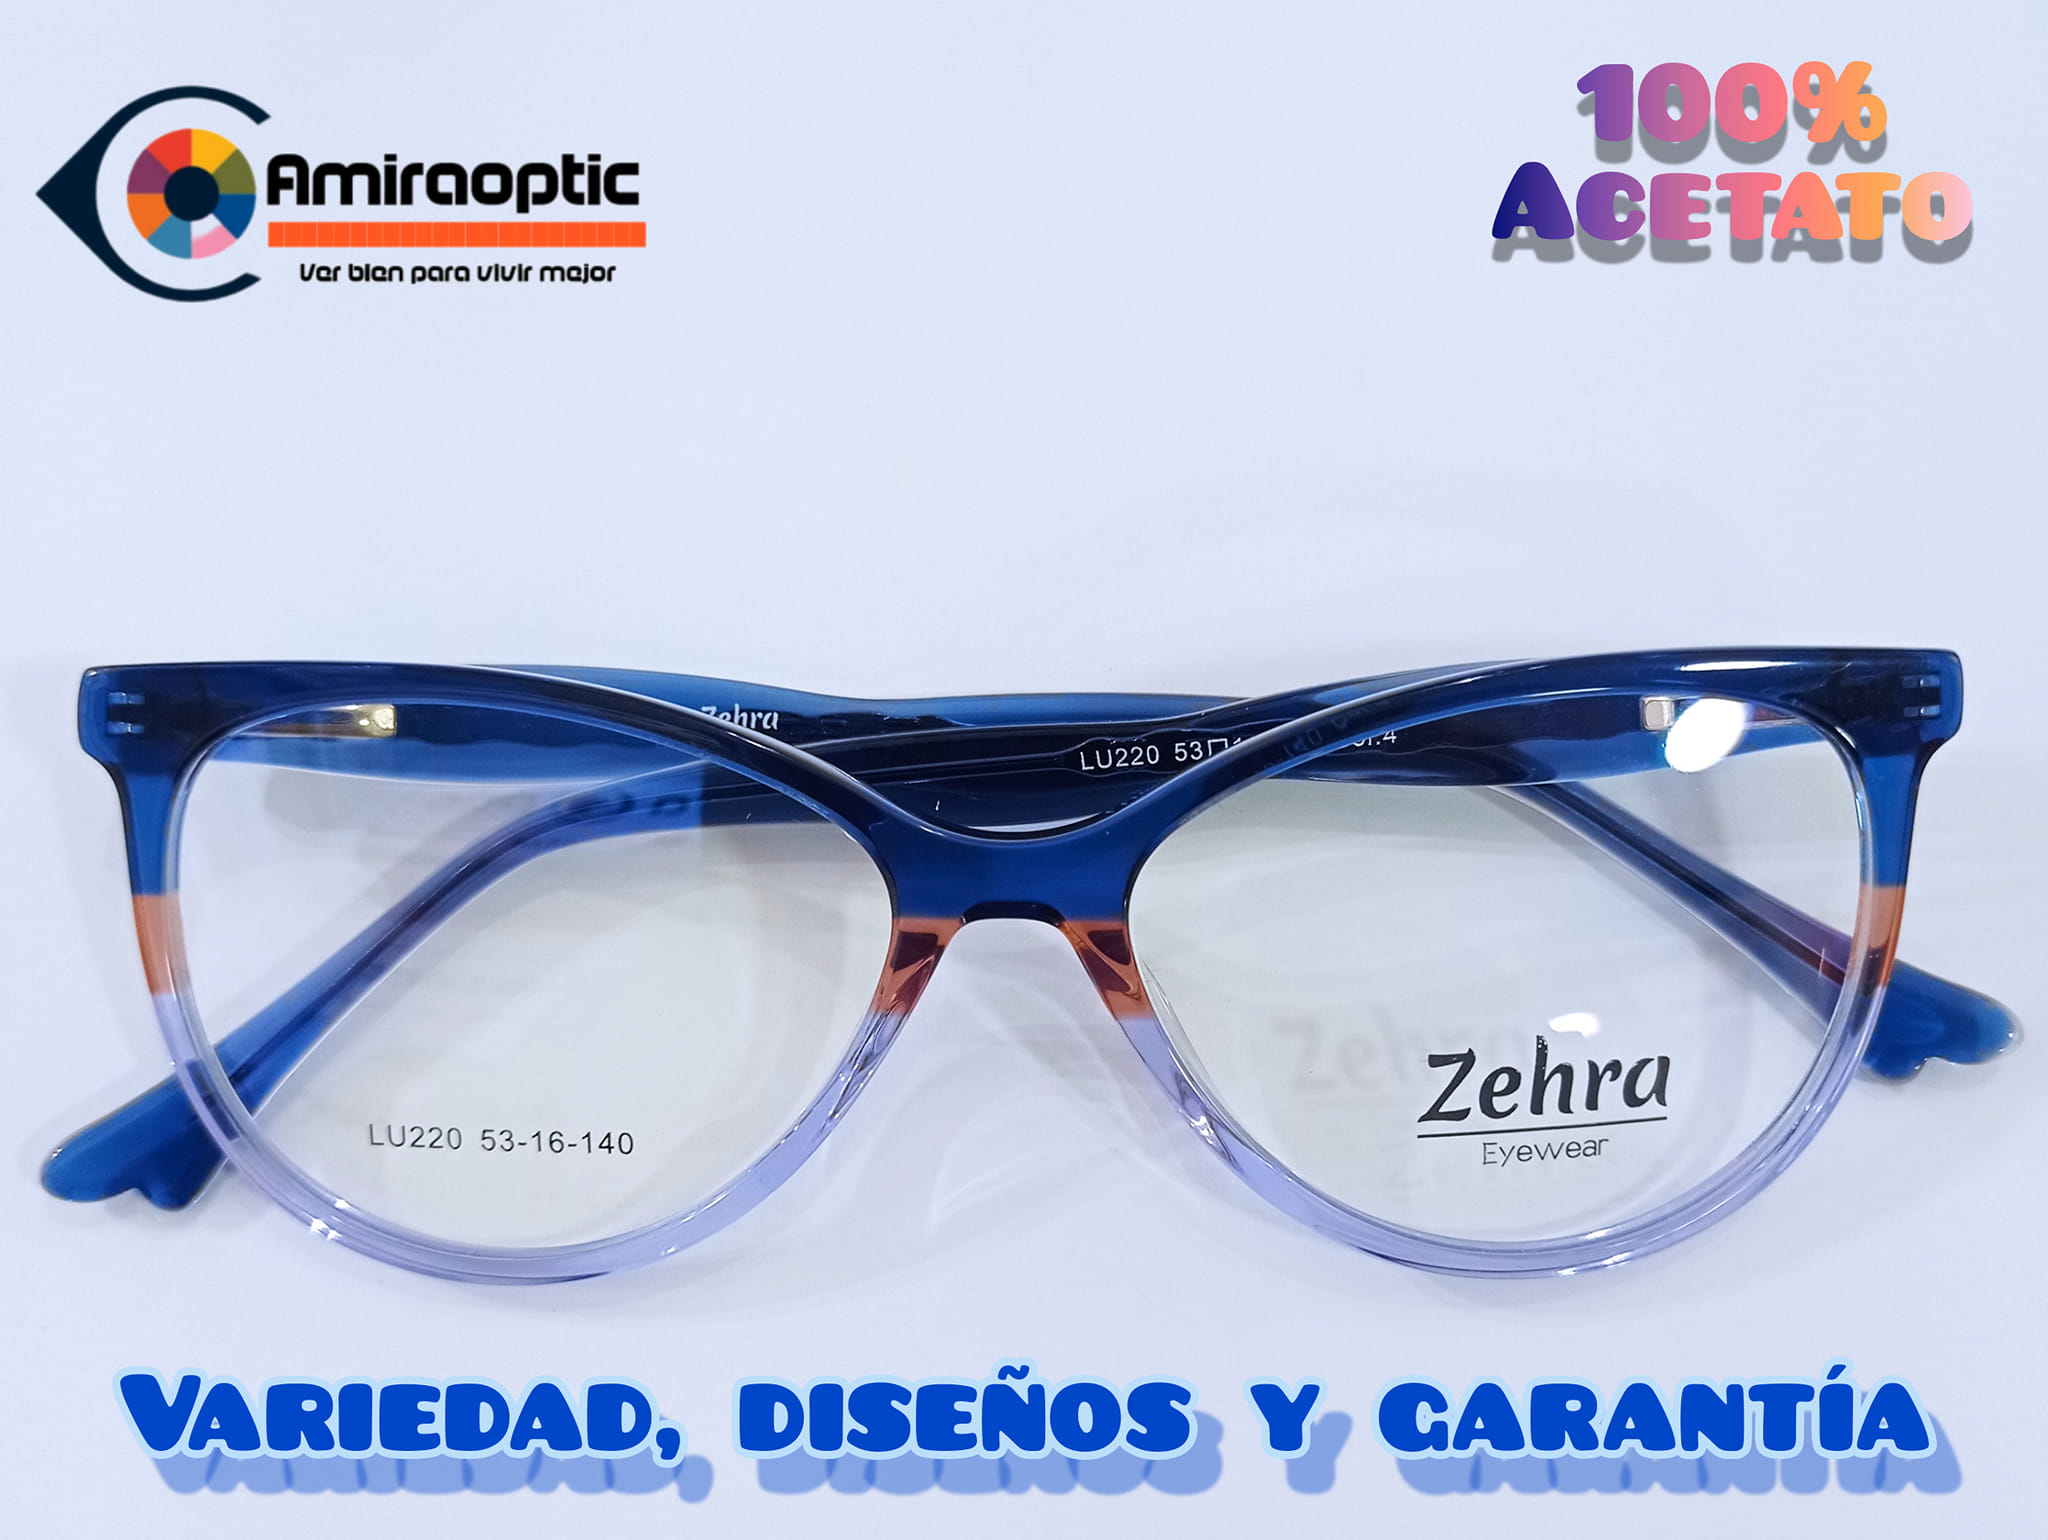 Amiraoptic
Ver bien para vivir mejor
100%
ACETATO
Zehra
LU220 53
LU220 53-16-140
Zehra
Eyewear
VARIEDAD, DISEÑOS Y GARANTÍA